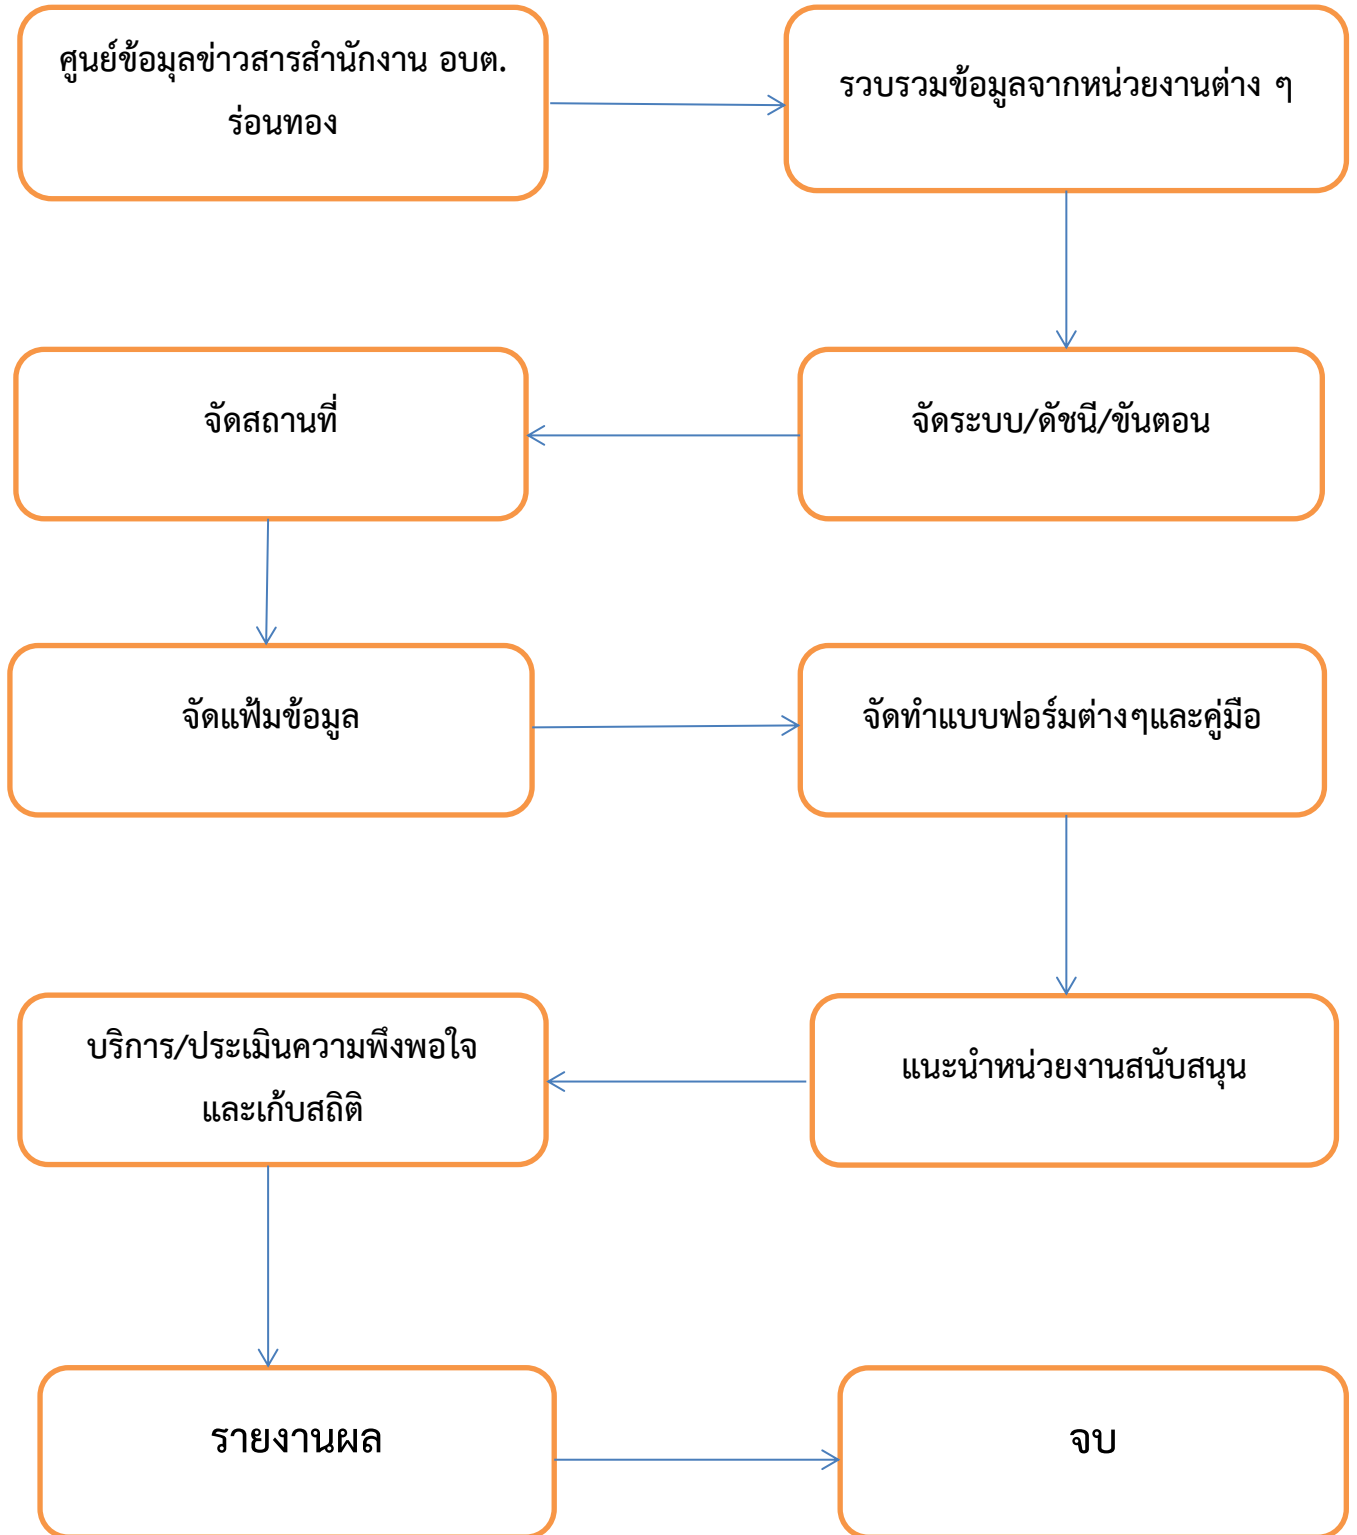 ศูนย์ข้อมุลข่าวสารสำนักงาน อบต.
ร่อนทอง
รวบรวมข้อมูลจากหน่วยงานต่าง ๆ
จัดระบบ/ดัชนี/ขันตอน
จัดสถานที่
จัดแฟ้มข้อมูล
จัดทำแบบฟอร์มต่างๆและคู่มือ
แนะนำหน่วยงานสนับสนุน
บริการ/ประเมินความพึงพอใจ
และเก้บสถิติ
รายงานผล
จบ